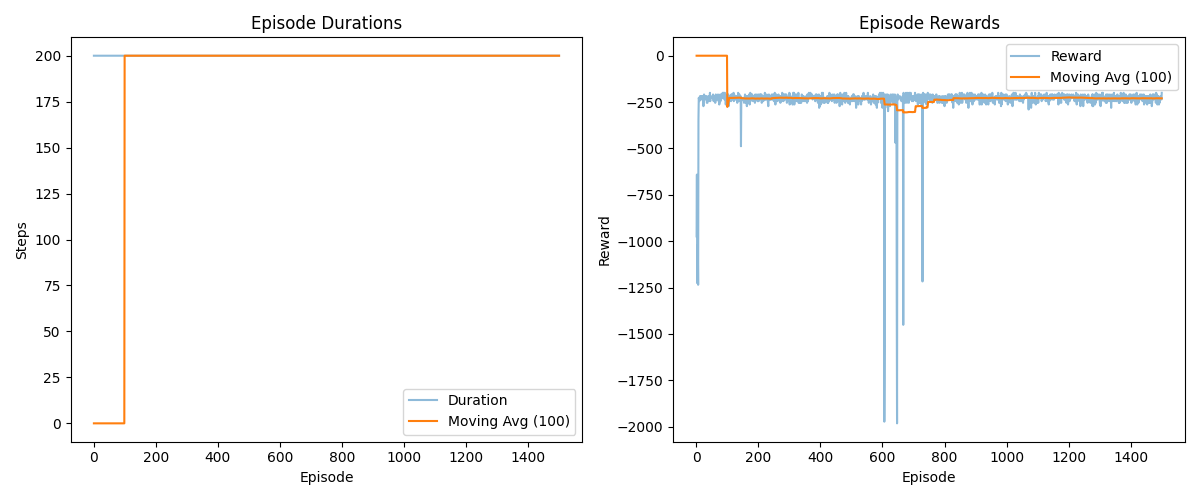 Episode Durations
200
175
150
125
100
75
50
25
0
Steps
0 200 400 600 800 1000 1200 1400
Episode
Duration
Moving Avg (100)
Episode Rewards
0
−250
−500
−750
−1000
−1250
−1500
−1750
−2000
Reward
0 200 400 600 800 1000 1200 1400
Episode
Reward
Moving Avg (100)